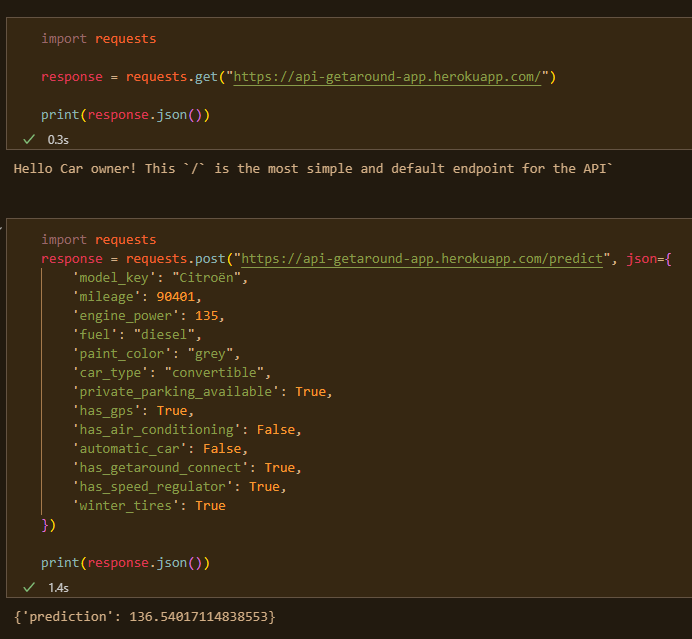 import requests
response = requests.get("https://api-getaround-app.herokuapp.com/")
print(response.json())
✓ 0.3s
Hello Car owner! This `/` is the most simple and default endpoint for the API`
import requests
response = requests.post("https://api-getaround-app.herokuapp.com/predict", json={
    'model_key': "Citroën",
    'mileage': 90401,
    'engine_power': 135,
    'fuel': "diesel",
    'paint_color': "grey",
    'car_type': "convertible",
    'private_parking_available': True,
    'has_gps': True,
    'has_air_conditioning': False,
    'automatic_car': False,
    'has_getaround_connect': True,
    'has_speed_regulator': True,
    'winter_tires': True
})
print(response.json())
✓ 1.4s
{'prediction': 136.54017114838553}